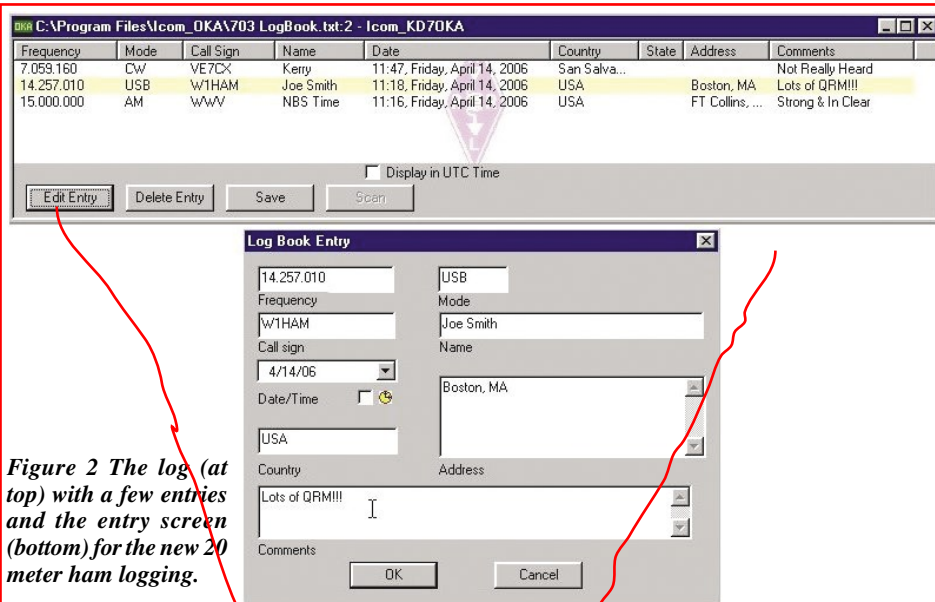 OKA C:\Program Files\Icom_OKA\703 LogBook.txt:2 - Icom_KD7OKA
Frequency Mode Call Sign Name Date Country State Address Comments
7.059.160 CW VE7CX Kerry 11:47, Friday, April 14, 2006 San Salva... Not Really Heard
14.257.010 USB W1HAM Joe Smith 11:18, Friday, April 14, 2006 USA Boston, MA Lots of QRM!!!
15.000.000 AM WWV NBS Time 11:16, Friday, April 14, 2006 USA FT Collins, ... Strong & In Clear
Display in UTC Time
Edit Entry Delete Entry Save Scan
Log Book Entry
14.257.010 USB
Frequency Mode
W1HAM Joe Smith
Call sign Name
4/14/06
Boston, MA
Date/Time
USA
Country Address
Lots of QRM!!!
Comments
OK Cancel
Figure 2 The log (at
top) with a few entries
and the entry screen
(bottom) for the new 20
meter ham logging.